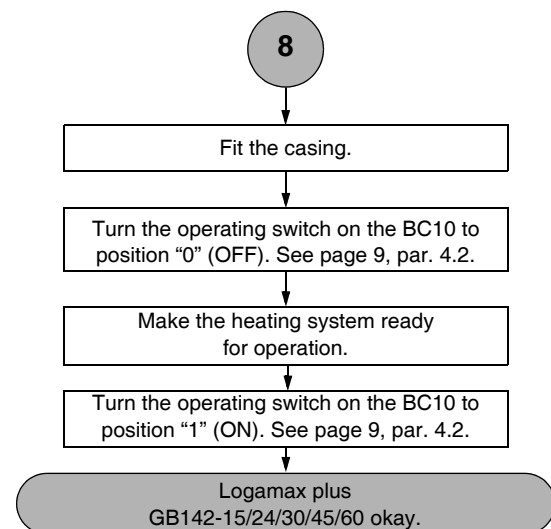 8
Fit the casing.
Turn the operating switch on the BC10 to
position “0” (OFF). See page 9, par. 4.2.
Make the heating system ready
for operation.
Turn the operating switch on the BC10 to
position “1” (ON). See page 9, par. 4.2.
Logamax plus
GB142-15/24/30/45/60 okay.